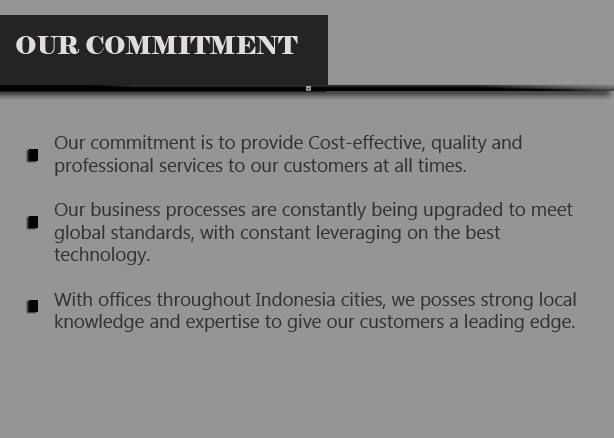 OUR COMMITMENT
Our commitment is to provide Cost-effective, quality and
professional services to our customers at all times.
Our business processes are constantly being upgraded to meet
global standards, with constant leveraging on the best
technology.
With offices throughout Indonesia cities, we posses strong local
knowledge and expertise to give our customers a leading edge.